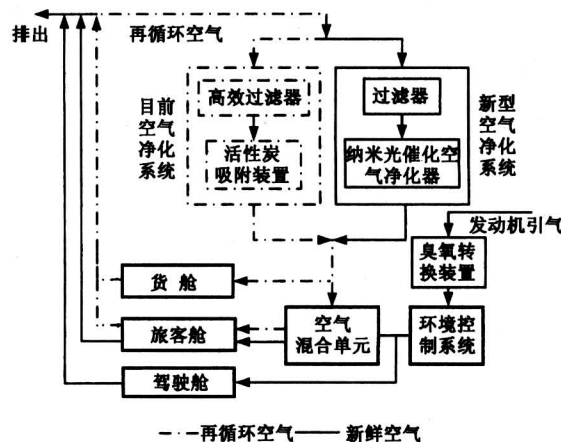 排出
再循环空气
目前
空气
净化
系统
高效过滤器
活性炭
吸附装置
过滤器
纳米光催化空
气净化器
新型
空气
净化
系统
发动机引气
臭氧转
换装置
货舱
旅客舱
空气
混合单元
环境控
制系统
驾驶舱
再循环空气 新鲜空气